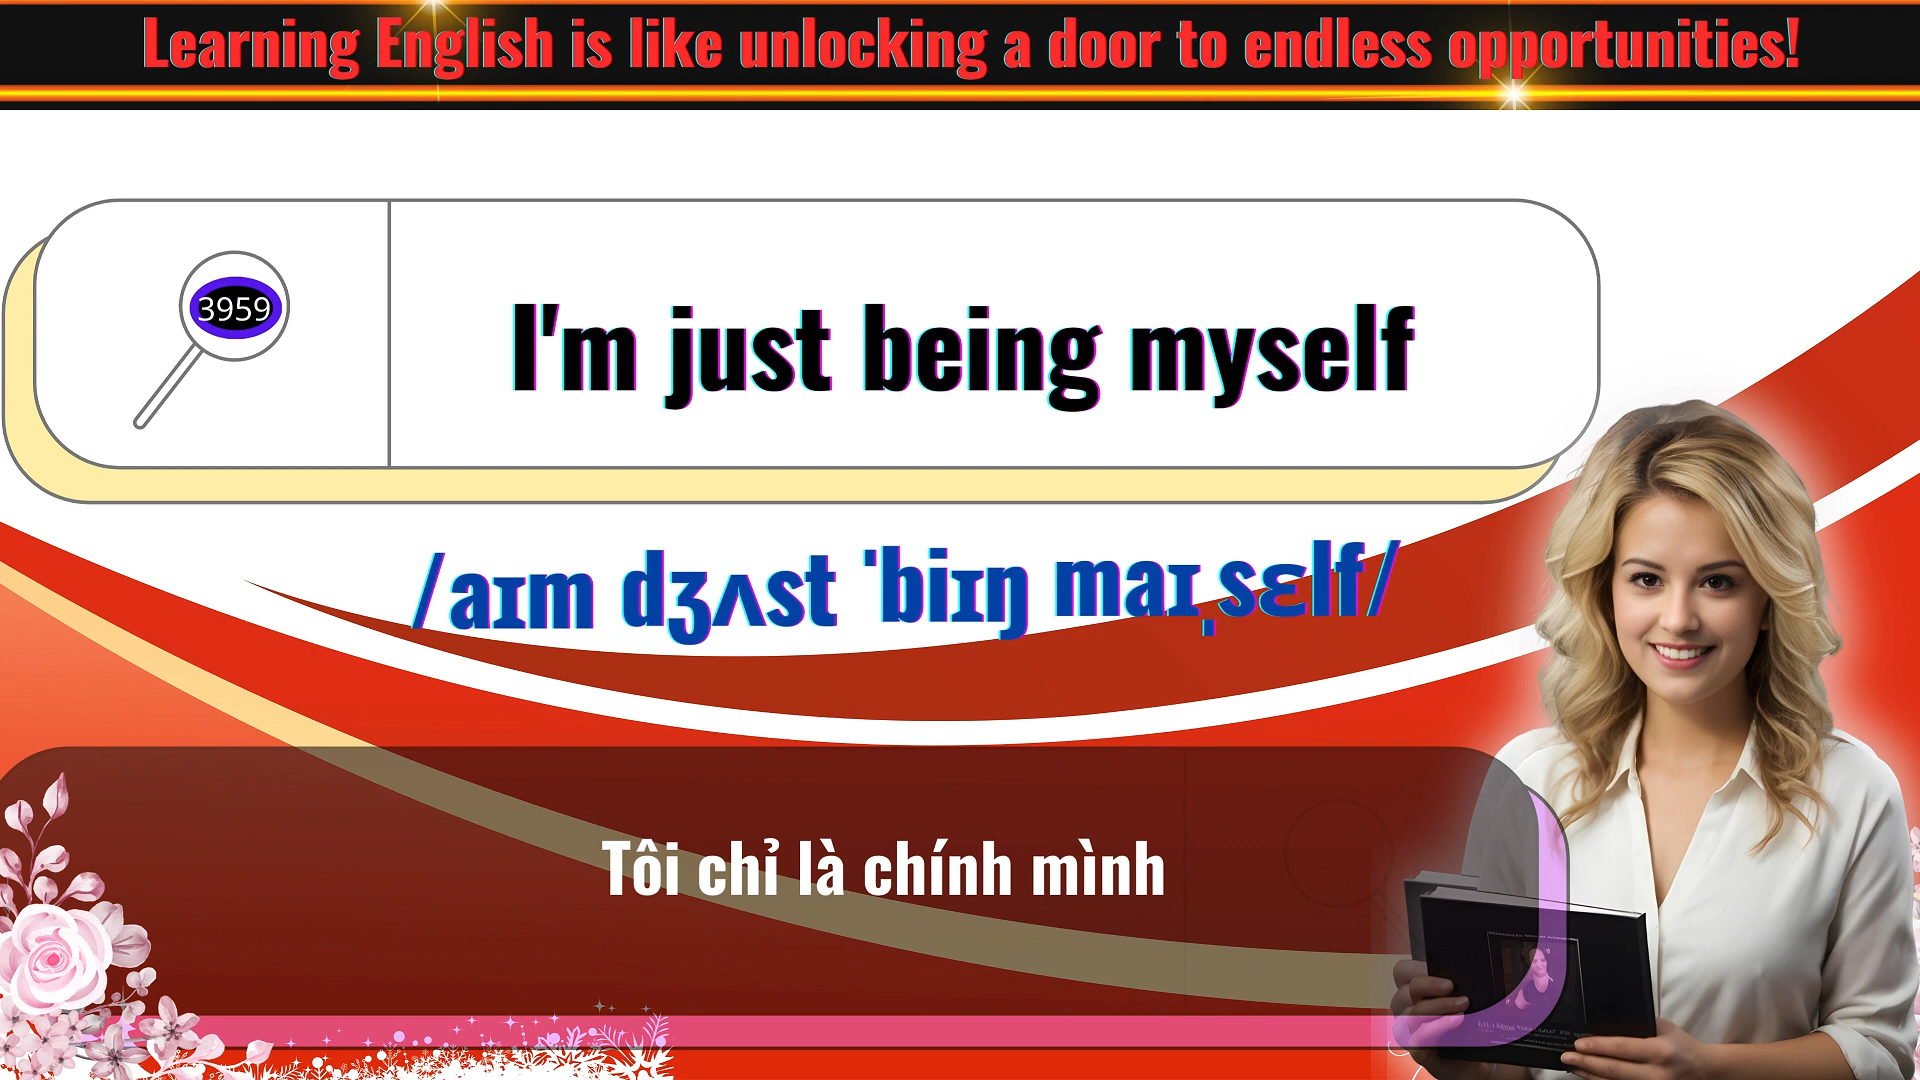 Learning English is like unlocking a door to endless opportunities!
3959
I'm just being myself
/aɪm dʒʌst ˈbiɪŋ maɪˌsɛlf/
Tôi chỉ là chính mình